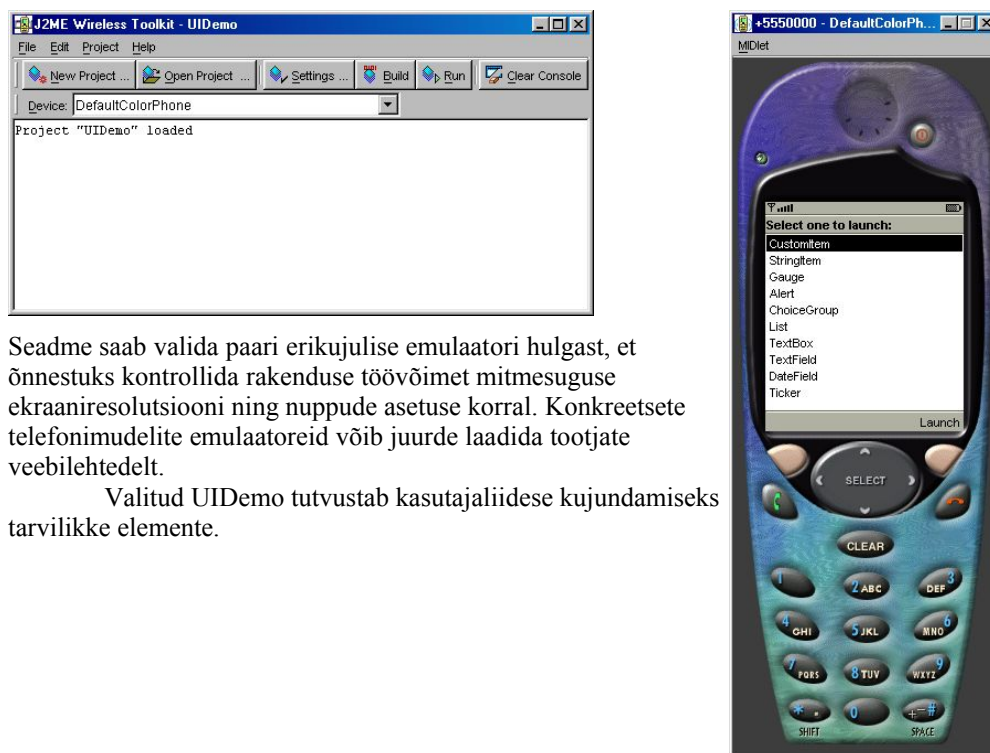 J2ME Wireless Toolkit - UIDemo
File Edit Project Help
New Project ... Open Project ... Settings ... Build Run Clear Console
Device: DefaultColorPhone
Project "UIDemo" loaded
Seadme saab valida paari erikujulise emulaatori hulgast, et
õnnestuks kontrollida rakenduse töövõimet mitmesuguse
ekraaniresolutsiooni ning nuppude asetuse korral. Konkreetsete
telefonimudelite emulaatoreid võib juurde laadida tootjate
veebilehtedelt.
Valitud UIDemo tutvustab kasutajaliidese kujundamiseks
tarvilikke elemente.
+5550000 - DefaultColorPh...
MIDlet
Select one to launch:
CustomItem
StringItem
Gauge
Alert
ChoiceGroup
List
TextBox
TextField
DateField
Ticker
Launch
SELECT
CLEAR
1 2 ABC DEF 3
4 GHI 5 JKL MNO 6
7 PQRS 8 TUV WXYZ 9
* . 0 +-#
SHIFT SPACE